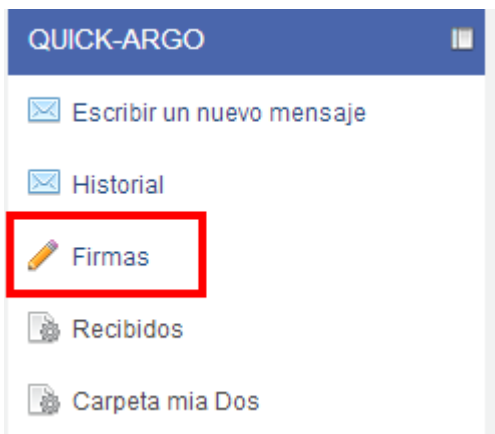 QUICK-ARGO
Escribir un nuevo mensaje
Historial
Firmas
Recibidos
Carpeta mia Dos